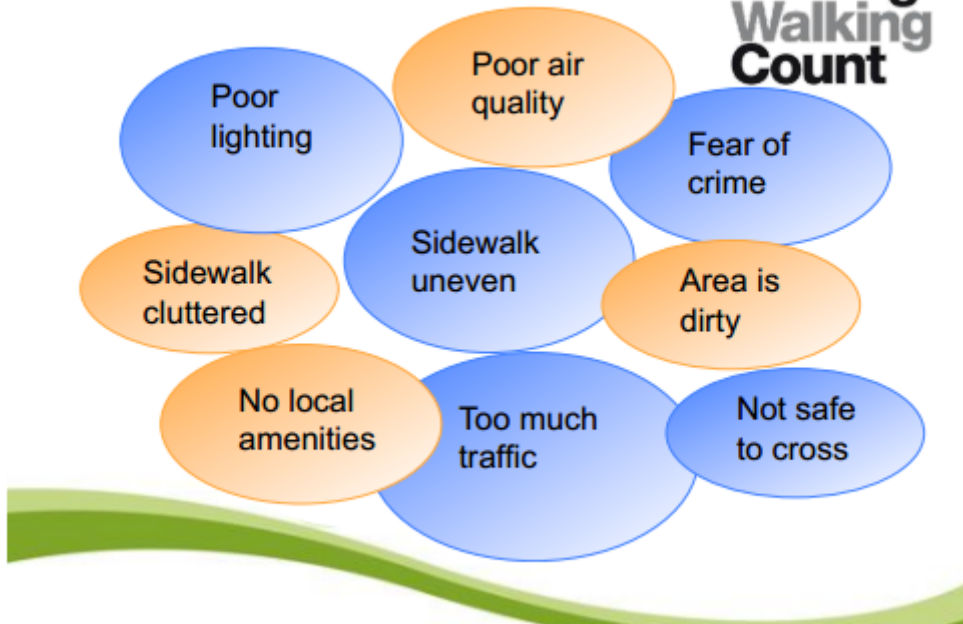 Walking
Count
Poor air
quality
Poor
lighting
Fear of
crime
Sidewalk
uneven
Sidewalk
cluttered
Area is
dirty
No local
amenities
Too much
traffic
Not safe
to cross